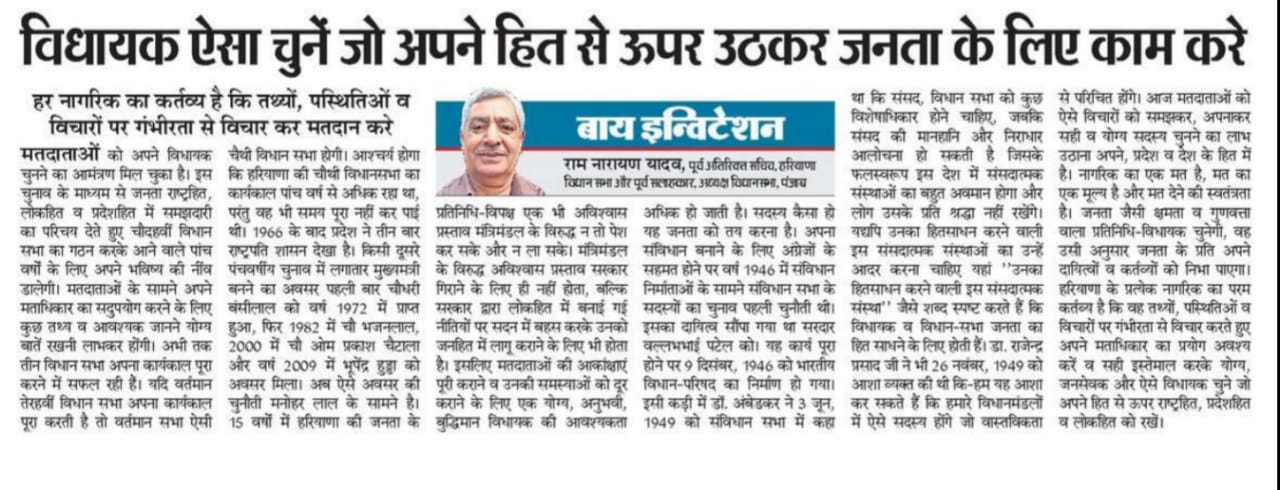 विधायक ऐसा चुनें जो अपने हित से ऊपर उठकर जनता के लिए काम करे
हर नागरिक का कर्तव्य है कि तथ्यों, पस्थितिओं व
विचारों पर गंभीरता से विचार कर मतदान करे
बाय इन्विटेशन
राम नारायण यादव, पूर्व अतिरिक्त सचिव, हरियाणा
विधान सभा और पूर्व सलाहकार, अध्यक्ष विधानसभा, पंजाब
मतदाताओं को अपने विधायक
चुनने का आमंत्रण मिल चुका है। इस
चुनाव के माध्यम से जनता राष्ट्रहित,
लोकहित व प्रदेशहित में समझदारी
का परिचय देते हुए चौदहवीं विधान
सभा का गठन करके आने वाले पांच
वर्षों के लिए अपने भविष्य की नींव
डालेगी। मतदाताओं के सामने अपने
मताधिकार का सदुपयोग करने के लिए
कुछ तथ्य व आवश्यक जानने योग्य
बातें रखनी लाभकर होंगी। अभी तक
तीन विधान सभा अपना कार्यकाल पूरा
करने में सफल रही हैं। यदि वर्तमान
तेरहवीं विधान सभा अपना कार्यकाल
पूरा करती है तो वर्तमान सभा ऐसी
चैथी विधान सभा होगी। आश्चर्य होगा
कि हरियाणा की चौथी विधानसभा का
कार्यकाल पांच वर्ष से अधिक रहा था,
परंतु वह भी समय पूरा नहीं कर पाई
थी। 1966 के बाद प्रदेश ने तीन बार
राष्ट्रपति शासन देखा है। किसी दूसरे
पंचवर्षीय चुनाव में लगातार मुख्यमंत्री
बनने का अवसर पहली बार चौधरी
बंसीलाल को वर्ष 1972 में प्राप्त
हुआ, फिर 1982 में चौ भजनलाल,
2000 में चौ ओम प्रकाश चैटाला
और वर्ष 2009 में भूपेंद्र हुड्डा को
अवसर मिला। अब ऐसे अवसर की
चुनौती मनोहर लाल के सामने है।
15 वर्षों में हरियाणा की जनता के
प्रतिनिधि-विपक्ष एक भी अविश्वास
प्रस्ताव मंत्रिमंडल के विरुद्ध न तो पेश
कर सके और न ला सके। मंत्रिमंडल
के विरुद्ध अविश्वास प्रस्ताव सरकार
गिराने के लिए ही नहीं होता, बल्कि
सरकार द्वारा लोकहित में बनाई गई
नीतियों पर सदन में बहस करके उनको
जनहित में लागू कराने के लिए भी होता
है। इसलिए मतदाताओं की आकांक्षाएं
पूरी कराने व उनकी समस्याओं को दूर
कराने के लिए एक योग्य, अनुभवी,
बुद्धिमान विधायक की आवश्यकता
अधिक हो जाती है। सदस्य कैसा हो
यह जनता को तय करना है। अपना
संविधान बनाने के लिए अंग्रेजों के
सहमत होने पर वर्ष 1946 में संविधान
निर्माताओं के सामने संविधान सभा के
सदस्यों का चुनाव पहली चुनौती थी।
इसका दायित्व सौंपा गया था सरदार
वल्लभभाई पटेल को। यह कार्य पूरा
होने पर 9 दिसंबर, 1946 को भारतीय
विधान-परिषद का निर्माण हो गया।
इसी कड़ी में डॉ. अंबेडकर ने 3 जून,
1949 को संविधान सभा में कहा
था कि संसद, विधान सभा को कुछ
विशेषाधिकार होने चाहिए, जबकि
संसद की मानहानि और निराधार
आलोचना हो सकती है जिसके
फलस्वरूप इस देश में संसदात्मक
संस्थाओं का बहुत अवमान होगा और
लोग उसके प्रति श्रद्धा नहीं रखेंगे।
यद्यपि उनका हितसाधन करने वाली
इस संसदात्मक संस्थाओं का उन्हें
आदर करना चाहिए यहां ''उनका
हितसाधन करने वाली इस संसदात्मक
संस्था'' जैसे शब्द स्पष्ट करते हैं कि
विधायक व विधान-सभा जनता का
हित साधने के लिए होती हैं। डा. राजेन्द्र
प्रसाद जी ने भी 26 नवंबर, 1949 को
आशा व्यक्त की थी कि-हम यह आशा
कर सकते हैं कि हमारे विधानमंडलों
में ऐसे सदस्य होंगे जो वास्तविकता
से परिचित होंगे। आज मतदाताओं को
ऐसे विचारों को समझकर, अपनाकर
सही व योग्य सदस्य चुनने का लाभ
उठाना अपने, प्रदेश व देश के हित में
है। नागरिक का एक मत है, मत का
एक मूल्य है और मत देने की स्वतंत्रता
है। जनता जैसी क्षमता व गुणवत्ता
वाला प्रतिनिधि-विधायक चुनेगी, वह
उसी अनुसार जनता के प्रति अपने
दायित्वों व कर्तव्यों को निभा पाएगा।
हरियाणा के प्रत्येक नागरिक का परम
कर्तव्य है कि वह तथ्यों, पस्थितिओं व
विचारों पर गंभीरता से विचार करते हुए
अपने मताधिकार का प्रयोग अवश्य
करें व सही इस्तेमाल करके योग्य,
जनसेवक और ऐसे विधायक चुने जो
अपने हित से ऊपर राष्ट्रहित, प्रदेशहित
व लोकहित को रखें।